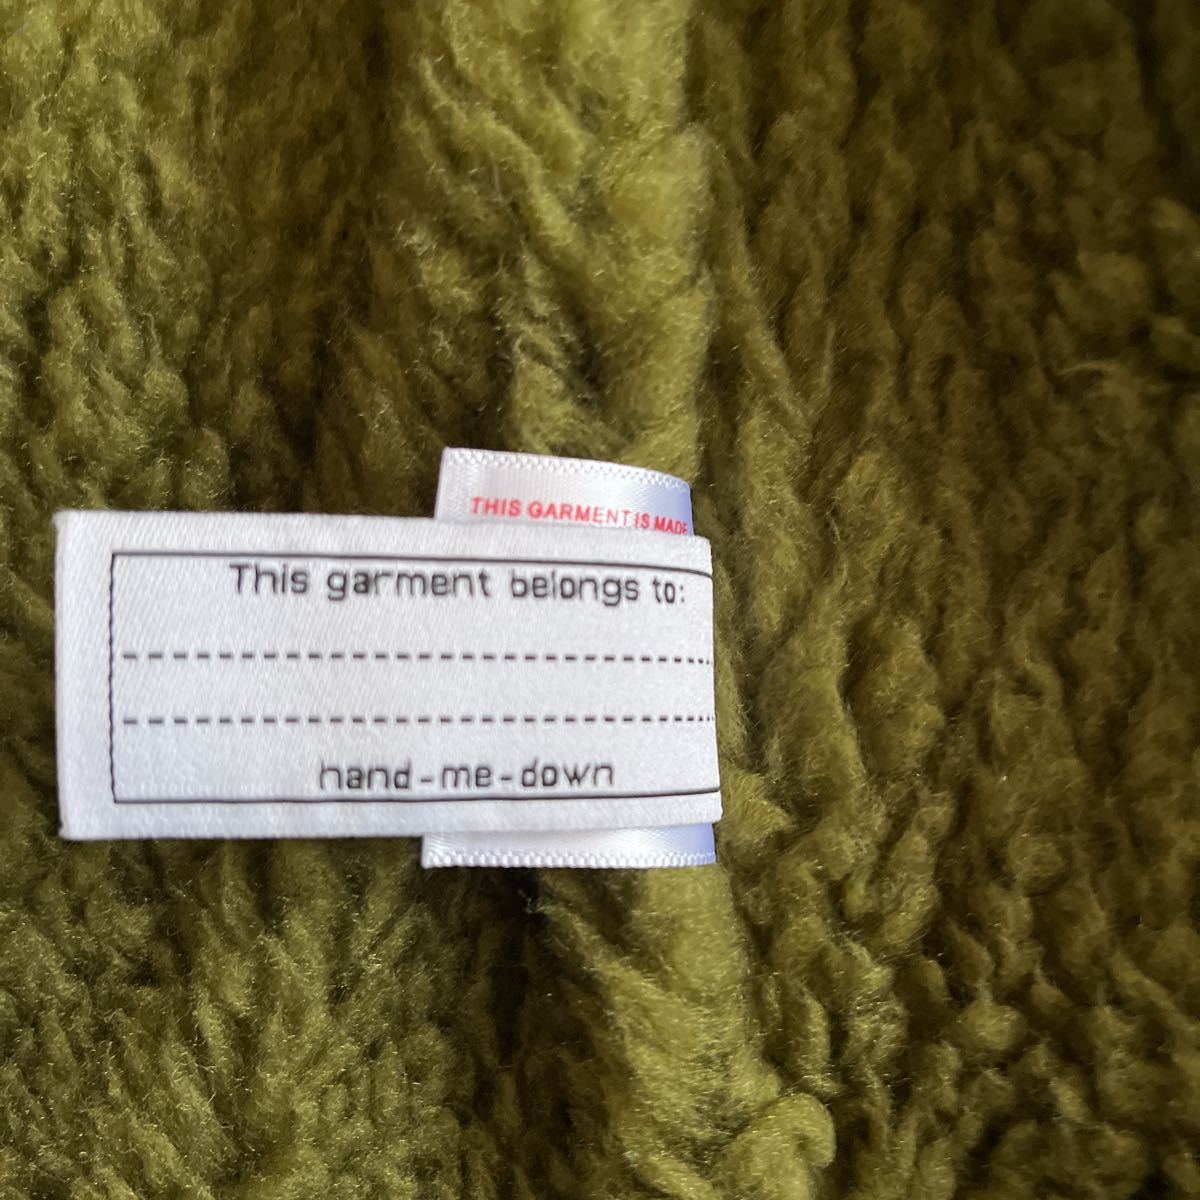 THIS GARMENT IS MADE
This garment belongs to:
hand-me-down